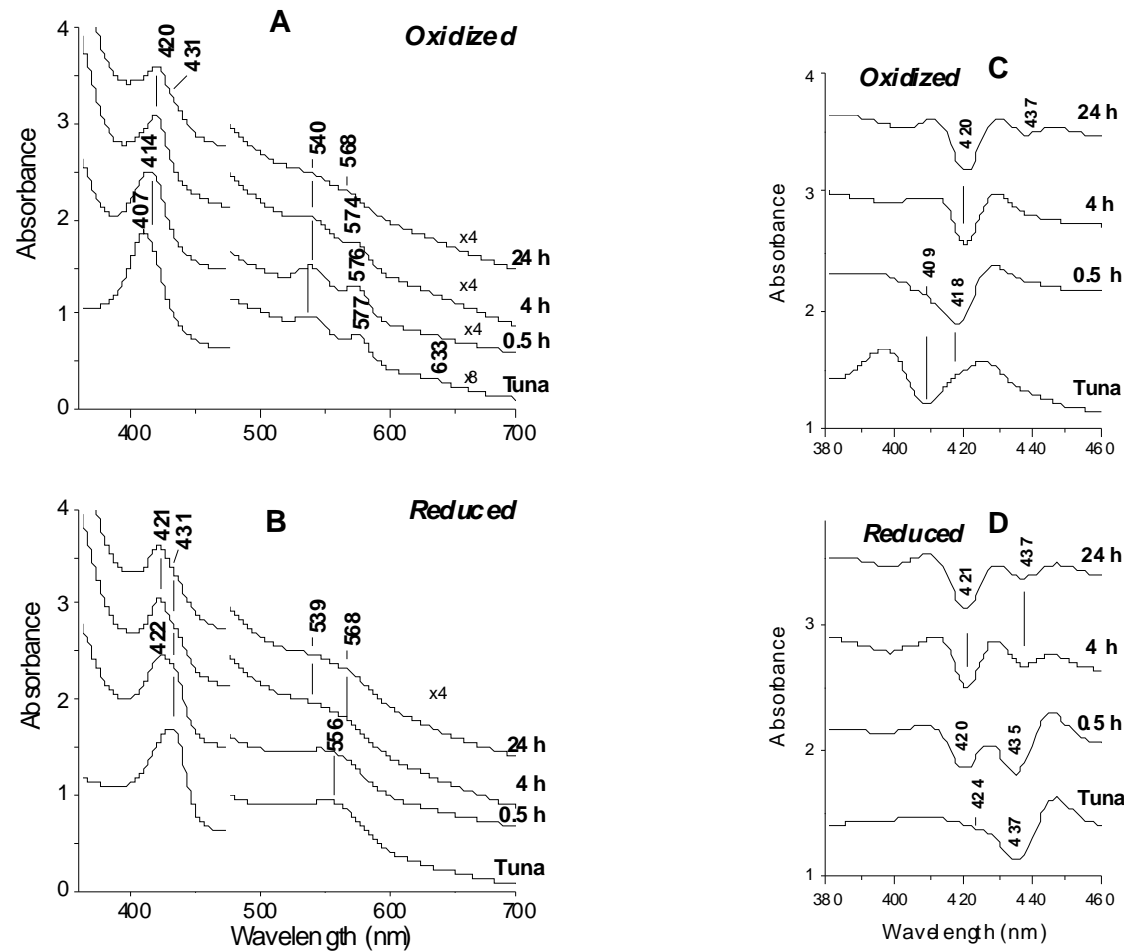 A
Oxidized
4
3
2
1
0
Absorbance
420
431
414
407
540
568
574
576
577
633
x4
24 h
x4
4 h
x4
0.5 h
x8
Tuna
400
500
600
700
C
Oxidized
4
3
2
1
Absorbance
24 h
437
420
4 h
409
418
0.5 h
Tuna
380
400
420
440
460
B
Reduced
4
3
2
1
0
Absorbance
421
431
422
539
568
556
x4
24 h
4 h
0.5 h
Tuna
400
500
600
700
Wavelength (nm)
D
Reduced
4
3
2
1
Absorbance
24 h
437
421
4 h
420
435
0.5 h
424
437
Tuna
380
400
420
440
460
Wavelength (nm)